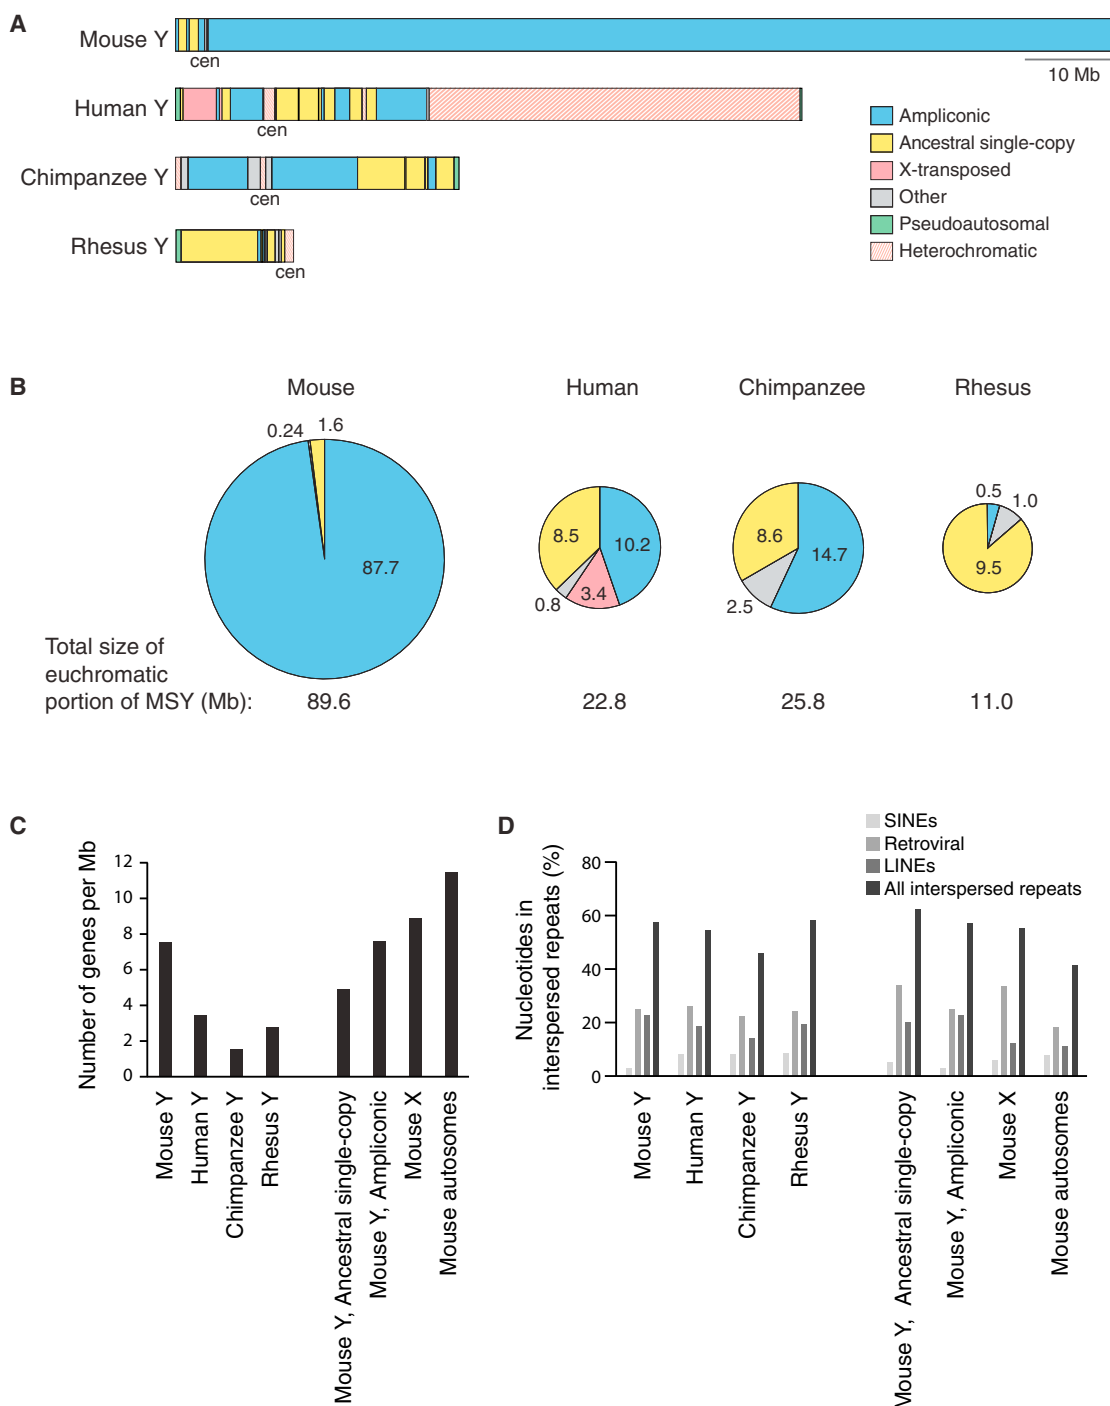 A
Mouse Y
cen
10 Mb
Human Y
cen
Chimpanzee Y
cen
Rhesus Y
cen
Ampliconic
Ancestral single-copy
X-transposed
Other
Pseudoautosomal
Heterochromatic
B
Mouse
Human
Chimpanzee
Rhesus
0.24
1.6
87.7
8.5
10.2
3.4
0.8
8.6
14.7
2.5
0.5
1.0
9.5
Total size of
euchromatic
portion of MSY (Mb):
89.6
22.8
25.8
11.0
C
Number of genes per Mb
12
10
8
6
4
2
0
Mouse Y
Human Y
Chimpanzee Y
Rhesus Y
Mouse Y, Ancestral single-copy
Mouse Y, Ampliconic
Mouse X
Mouse autosomes
D
SINEs
Retroviral
LINEs
All interspersed repeats
Nucleotides in
interspersed repeats (%)
80
60
40
20
0
Mouse Y
Human Y
Chimpanzee Y
Rhesus Y
Mouse Y, Ancestral single-copy
Mouse Y, Ampliconic
Mouse X
Mouse autosomes